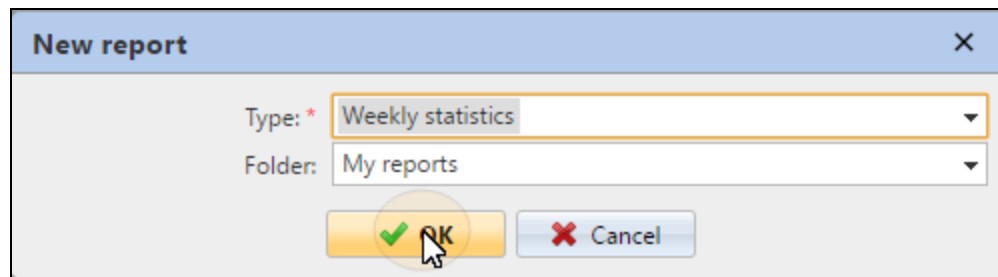 New report
Type: * Weekly statistics
Folder: My reports
OK Cancel